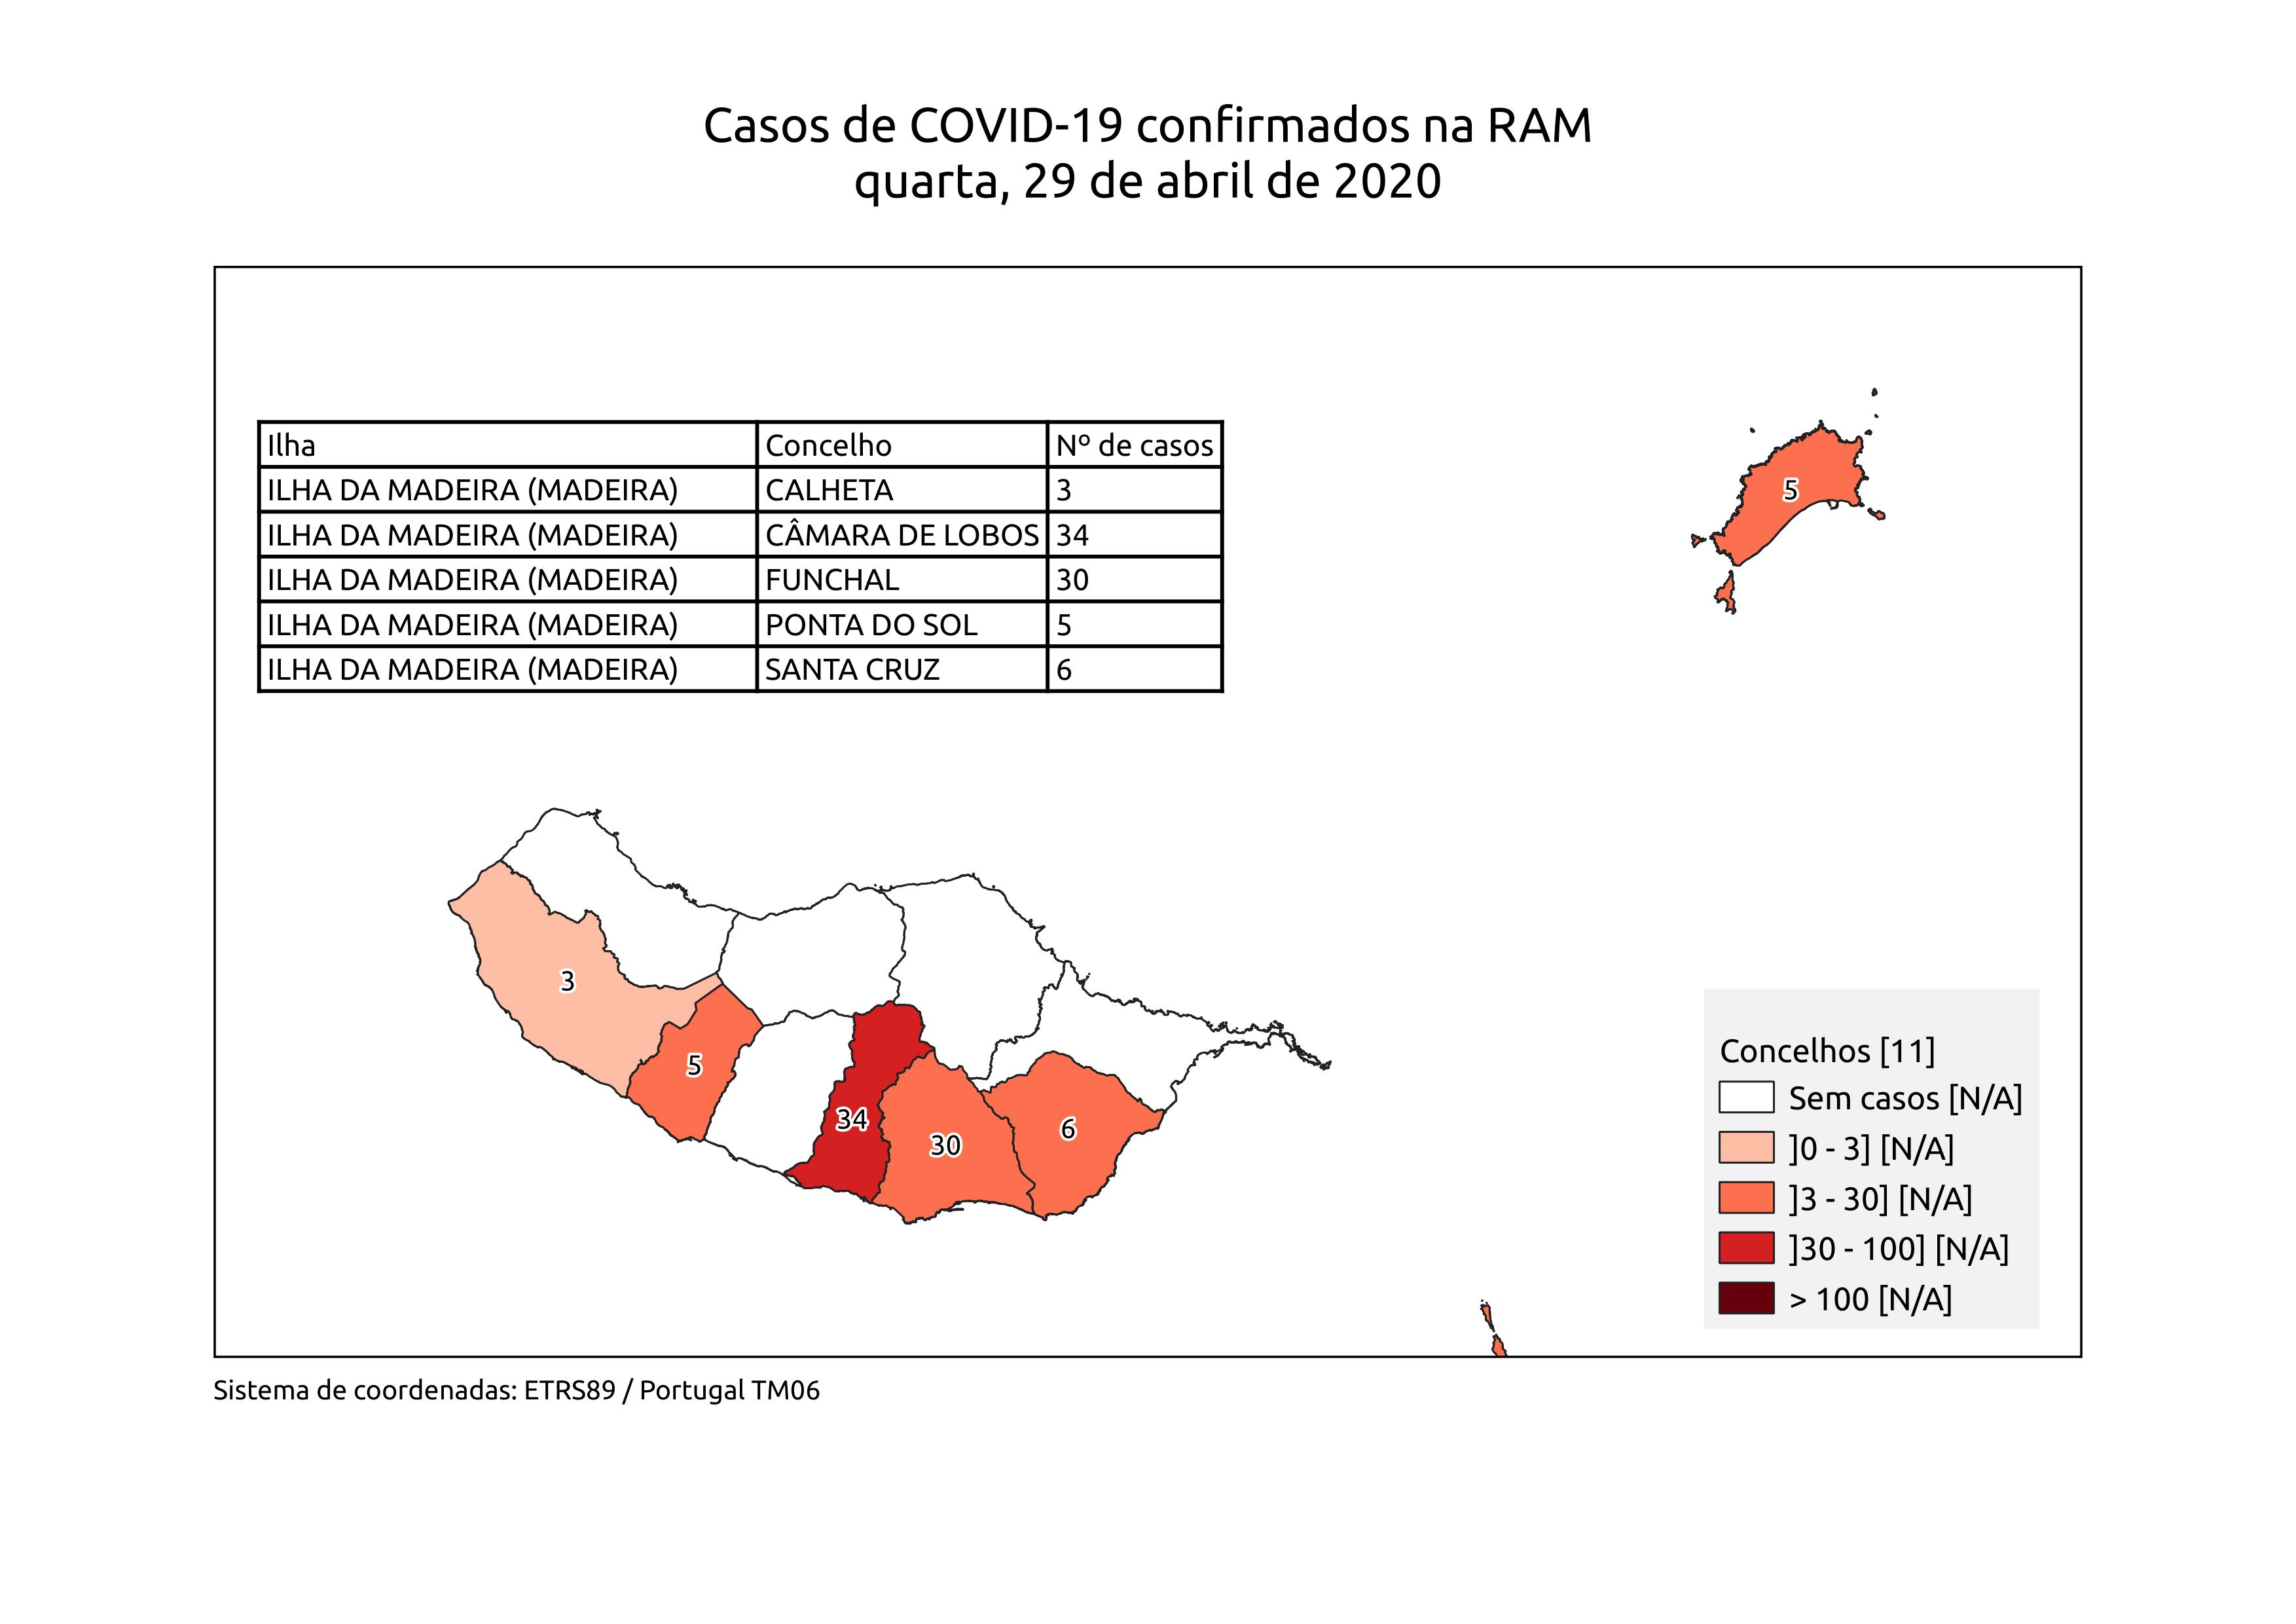 Casos de COVID-19 confirmados na RAM
quarta, 29 de abril de 2020
Ilha Concelho Nº de casos
ILHA DA MADEIRA (MADEIRA) CALHETA 3
ILHA DA MADEIRA (MADEIRA) CÂMARA DE LOBOS 34
ILHA DA MADEIRA (MADEIRA) FUNCHAL 30
ILHA DA MADEIRA (MADEIRA) PONTA DO SOL 5
ILHA DA MADEIRA (MADEIRA) SANTA CRUZ 6
5
3
5
34
30
6
Concelhos [11]
Sem casos [N/A]
]0 - 3] [N/A]
]3 - 30] [N/A]
]30 - 100] [N/A]
> 100 [N/A]
Sistema de coordenadas: ETRS89 / Portugal TM06